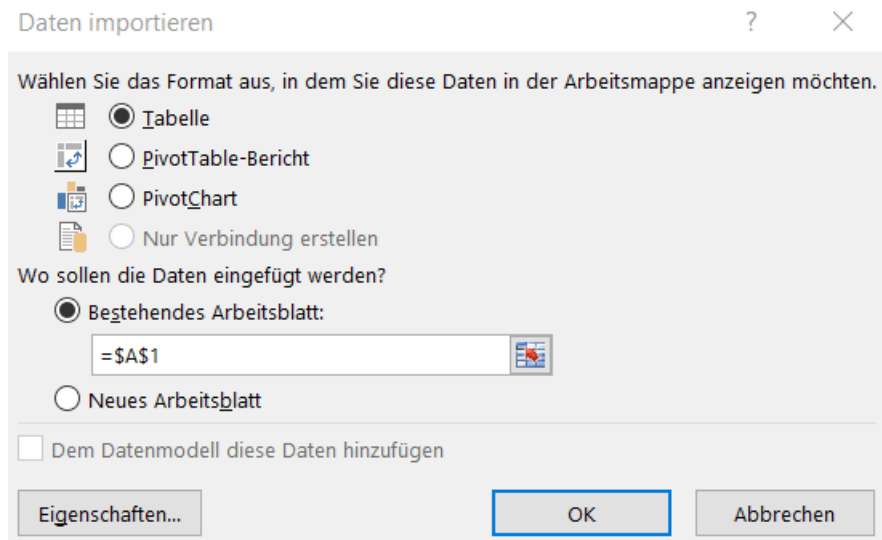 Daten importieren ?
Wählen Sie das Format aus, in dem Sie diese Daten in der Arbeitsmappe anzeigen möchten.
Tabelle
PivotTable-Bericht
PivotChart
Nur Verbindung erstellen
Wo sollen die Daten eingefügt werden?
Bestehendes Arbeitsblatt:
=$A$1
Neues Arbeitsblatt
Dem Datenmodell diese Daten hinzufügen
Eigenschaften... OK Abbrechen